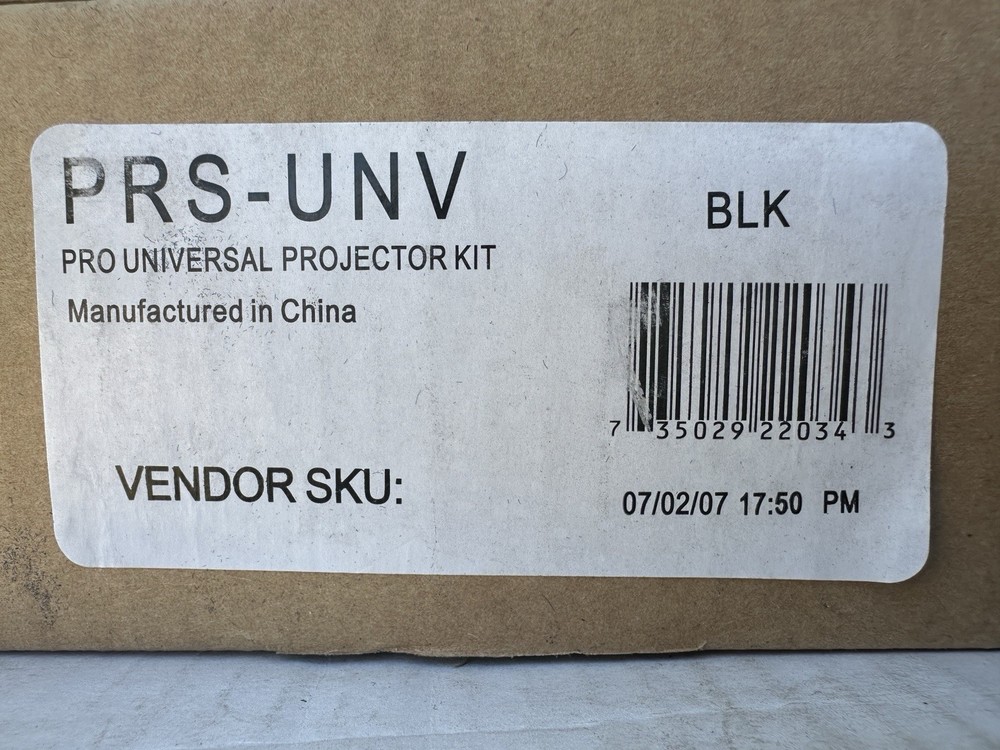 PRS-UNV
BLK
PRO UNIVERSAL PROJECTOR KIT
Manufactured in China
7 35029 22034 3
VENDOR SKU:
07/02/07 17:50 PM